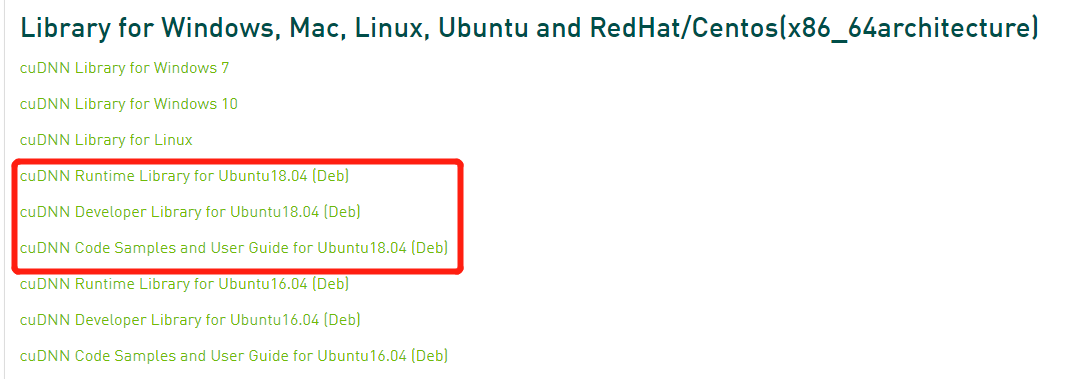 Library for Windows, Mac, Linux, Ubuntu and RedHat/Centos(x86_64architecture)
cuDNN Library for Windows 7
cuDNN Library for Windows 10
cuDNN Library for Linux
cuDNN Runtime Library for Ubuntu18.04 (Deb)
cuDNN Developer Library for Ubuntu18.04 (Deb)
cuDNN Code Samples and User Guide for Ubuntu18.04 (Deb)
cuDNN Runtime Library for Ubuntu16.04 (Deb)
cuDNN Developer Library for Ubuntu16.04 (Deb)
cuDNN Code Samples and User Guide for Ubuntu16.04 (Deb)